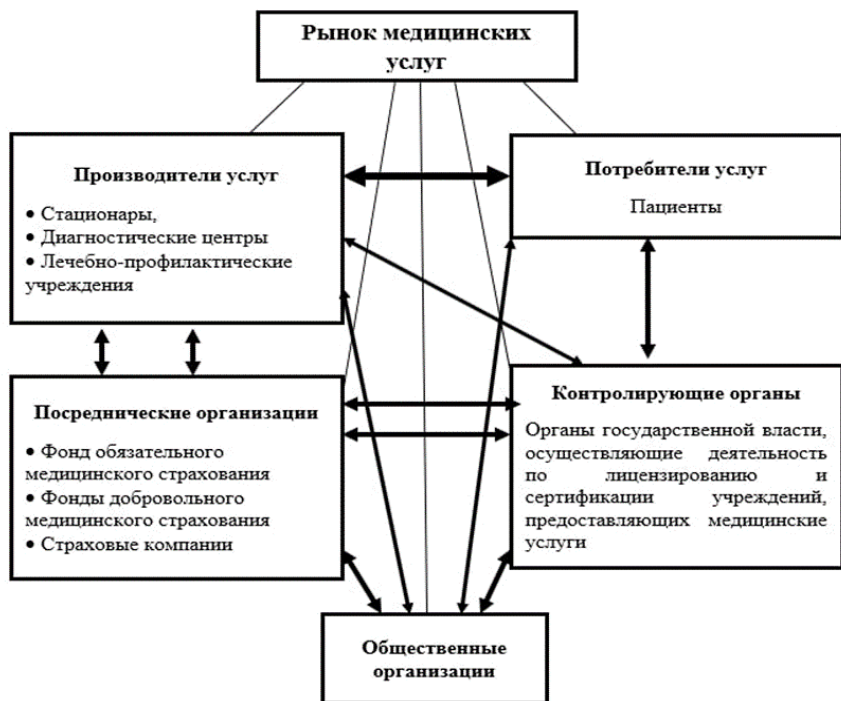 Рынок медицинских
услуг
Производители услуг
• Стационары,
• Диагностические центры
• Лечебно-профилактические
учреждения
Потребители услуг
Пациенты
Посреднические организации
• Фонд обязательного
медицинского страхования
• Фонды добровольного
медицинского страхования
• Страховые компании
Контролирующие органы
Органы государственной власти,
осуществляющие деятельность
по лицензированию и
сертификации учреждений,
предоставляющих медицинские
услуги
Общественные
организации